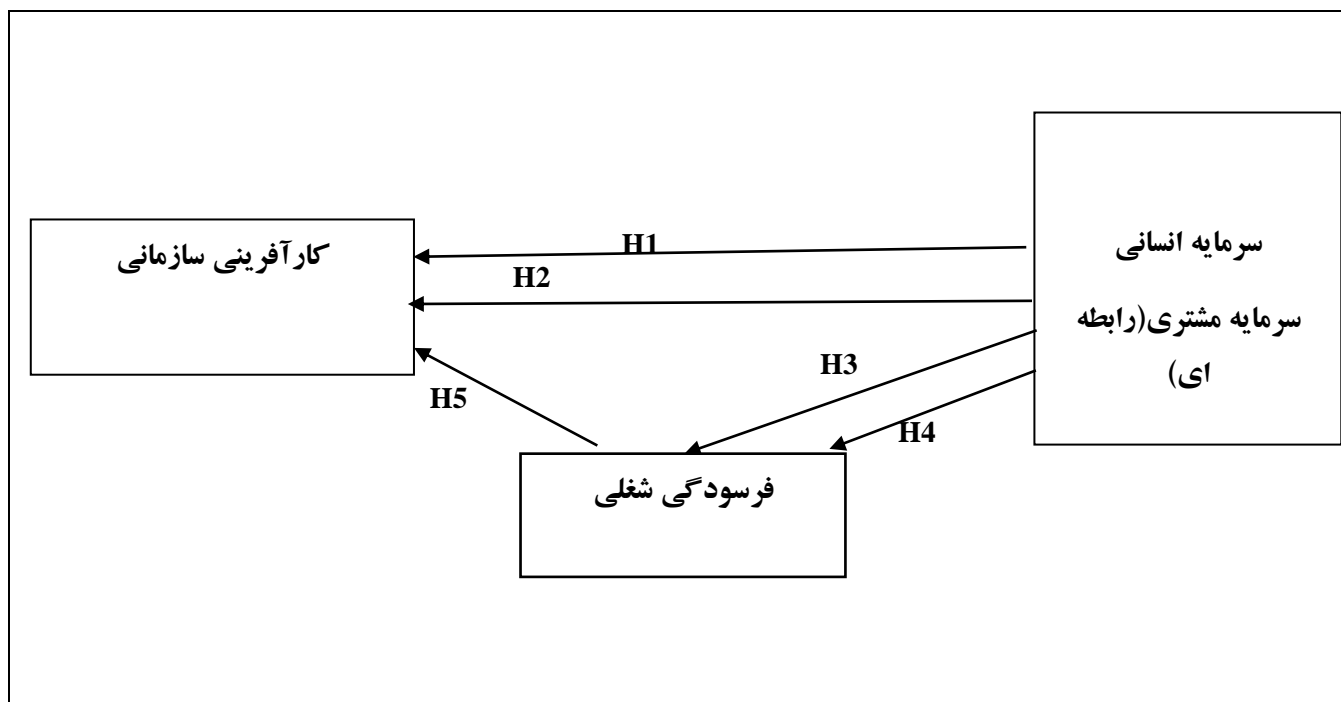 سرمایه انسانی
سرمایه مشتری(رابطه
ای)
H1
H2
H3
H4
H5
کارآفرینی سازمانی
فرسودگی شغلی